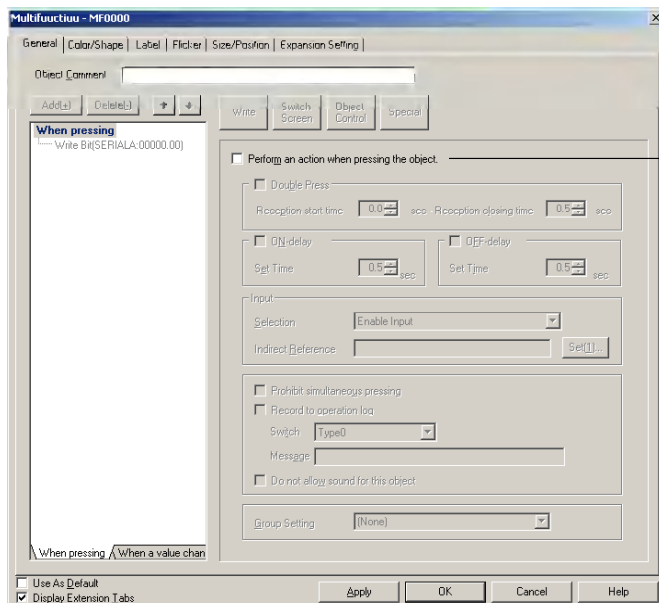 Multifuuctiuu - MF0000
General Color/Shape Label Flicker Size/Position Expansion Setting
Object Comment
Add(+) Delete(-) Write Switch Screen Object Control Special
When pressing
Write Bit(SERIALA:00000.00)
Perform an action when pressing the object.
Double Press
Reception start time 0.0 sec - Reception closing time 0.5 sec
ON-delay OFF-delay
Set Time 0.5 sec Set Time 0.5 sec
Input
Selection Enable Input
Indirect Reference Set(1)...
Prohibit simultaneous pressing
Record to operation log
Switch Type0
Message
Do not allow sound for this object
Group Setting (None)
When pressing When a value chan
Use As Default
Display Extension Tabs
Apply OK Cancel Help